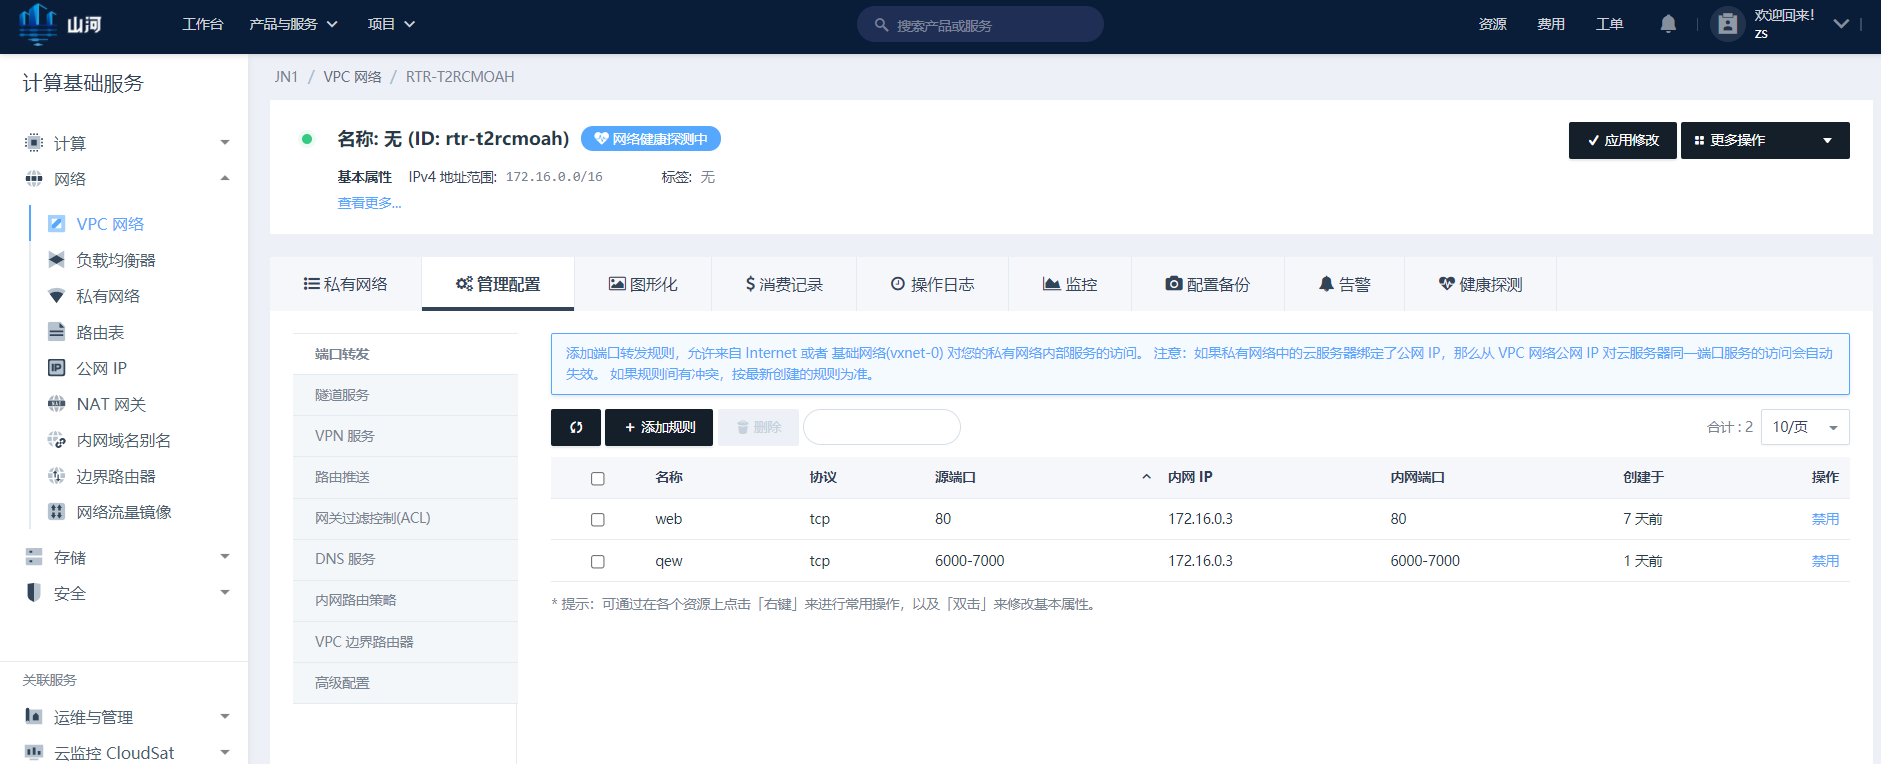 山河
工作台 产品与服务 项目 搜索产品或服务 资源 费用 工单 欢迎回来! zs
计算基础服务
计算
网络
VPC 网络
负载均衡器
私有网络
路由表
公网 IP
NAT 网关
内网域名别名
边界路由器
网络流量镜像
存储
安全
关联服务
运维与管理
云监控 CloudSat
JN1 / VPC 网络 / RTR-T2RCMOAH
名称: 无 (ID: rtr-t2rcmoah) 网络健康探测中
应用修改 更多操作
基本属性 IPv4 地址范围: 172.16.0.0/16 标签: 无
查看更多...
私有网络 管理配置 图形化 消费记录 操作日志 监控 配置备份 告警 健康探测
端口转发
隧道服务
VPN 服务
路由推送
网关过滤控制(ACL)
DNS 服务
内网路由策略
VPC 边界路由器
高级配置
添加端口转发规则，允许来自 Internet 或者 基础网络(vxnet-0) 对您的私有网络内部服务的访问。 注意：如果私有网络中的云服务器绑定了公网 IP，那么从 VPC 网络公网 IP 对云服务器同一端口服务的访问会自动
失效。 如果规则间有冲突，按最新创建的规则为准。
+ 添加规则 删除 合计 : 2 10/页
名称 协议 源端口 内网 IP 内网端口 创建于 操作
web tcp 80 172.16.0.3 80 7 天前 禁用
qew tcp 6000-7000 172.16.0.3 6000-7000 1 天前 禁用
* 提示：可通过在各个资源上点击「右键」来进行常用操作，以及「双击」来修改基本属性。